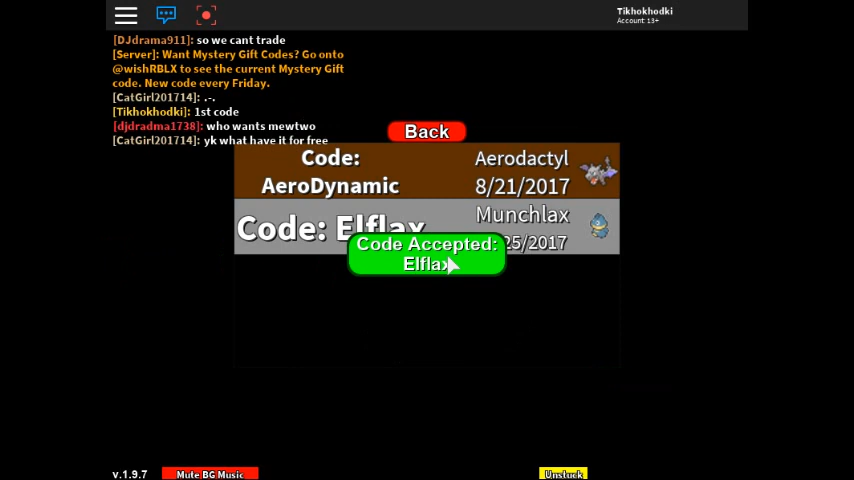 Tikhokhodki
Account: 13+
[DJdrama911]: so we cant trade
[Server]: Want Mystery Gift Codes? Go onto
@wishRBLX to see the current Mystery Gift
code. New code every Friday.
[CatGirl201714]: .-.
[Tikhokhodki]: 1st code
[djdradma1738]: who wants mewtwo
[CatGirl201714]: yk what have it for free
Back
Code:
AeroDynamic
Aerodactyl
8/21/2017
Code: Elflax
Munchlax
25/2017
Code Accepted:
Elflax
v.1.9.7
Mute BG Music
Unstuck